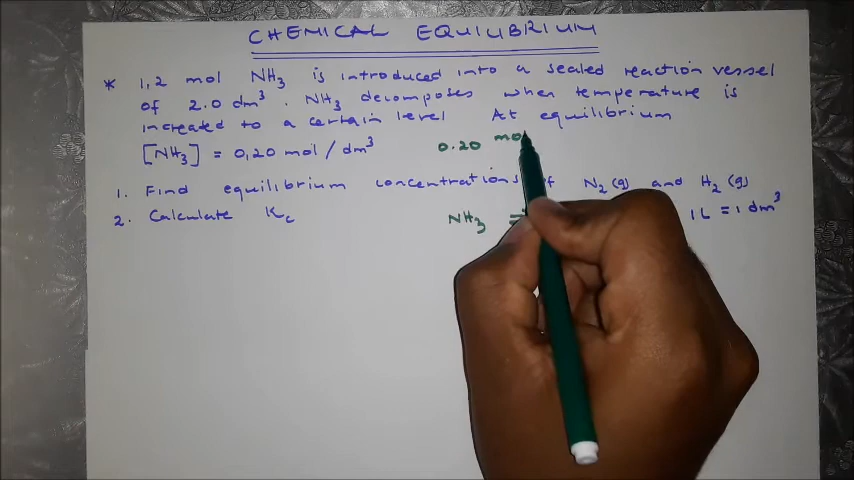 CHEMICAL EQUILIBRIUM
* 1,2 mol NH3 is introduced into a sealed reaction vessel
of 2.0 dm3. NH3 decomposes when temperature is
increased to a certain level At equilibrium
[NH3] = 0,20 mol / dm3 0.20 mo
1. Find equilibrium concentrations of N2(g) and H2(g)
2. Calculate Kc NH3 1L = 1 dm3